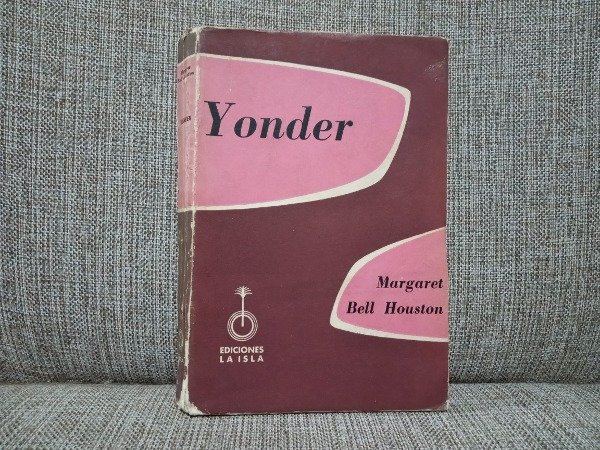 Yonder
Margaret
Bell Houston
EDICIONES
LA ISLA